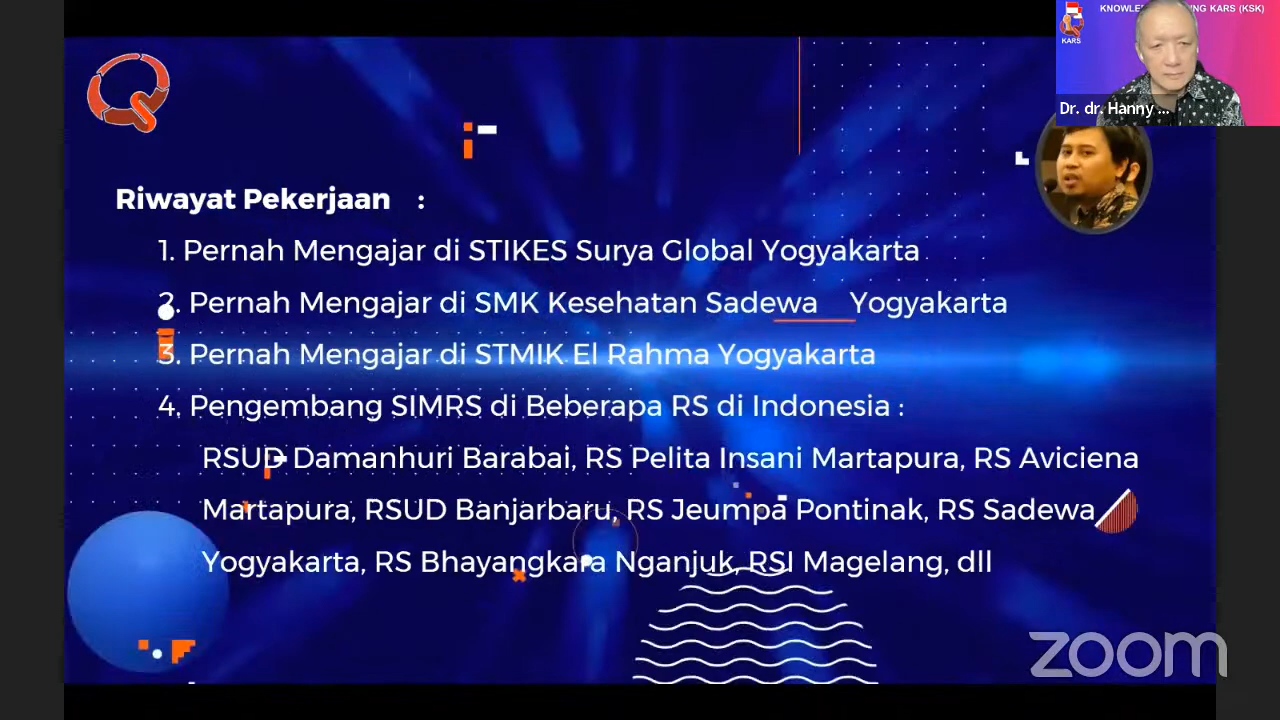 KNOWLE NG KARS (KSK)
KARS
Dr. dr. Hanny ...
Riwayat Pekerjaan :
1. Pernah Mengajar di STIKES Surya Global Yogyakarta
2. Pernah Mengajar di SMK Kesehatan Sadewa Yogyakarta
3. Pernah Mengajar di STMIK El Rahma Yogyakarta
4. Pengembang SIMRS di Beberapa RS di Indonesia :
RSUD Damanhuri Barabai, RS Pelita Insani Martapura, RS Aviciena
Martapura, RSUD Banjarbaru, RS Jeumpa Pontinak, RS Sadewa
Yogyakarta, RS Bhayangkara Nganjuk, RSI Magelang, dll
zoom